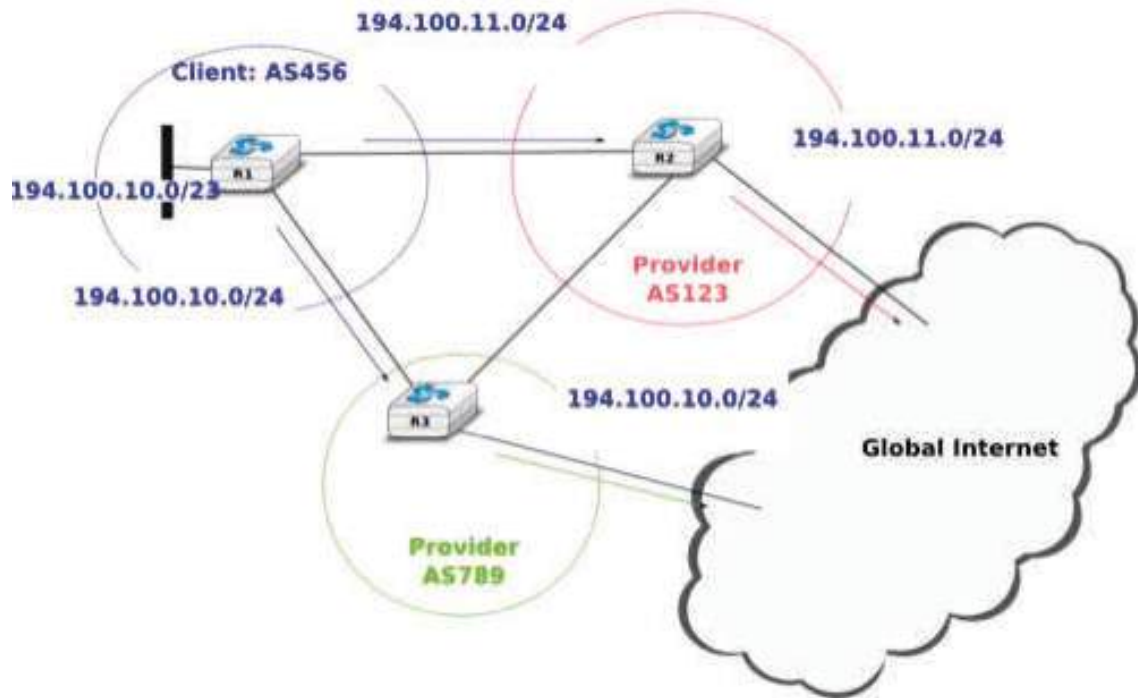 194.100.11.0/24
Client: AS456
194.100.11.0/24
R1
R2
194.100.10.0/23
Provider
AS123
194.100.10.0/24
194.100.10.0/24
R3
Global Internet
Provider
AS789